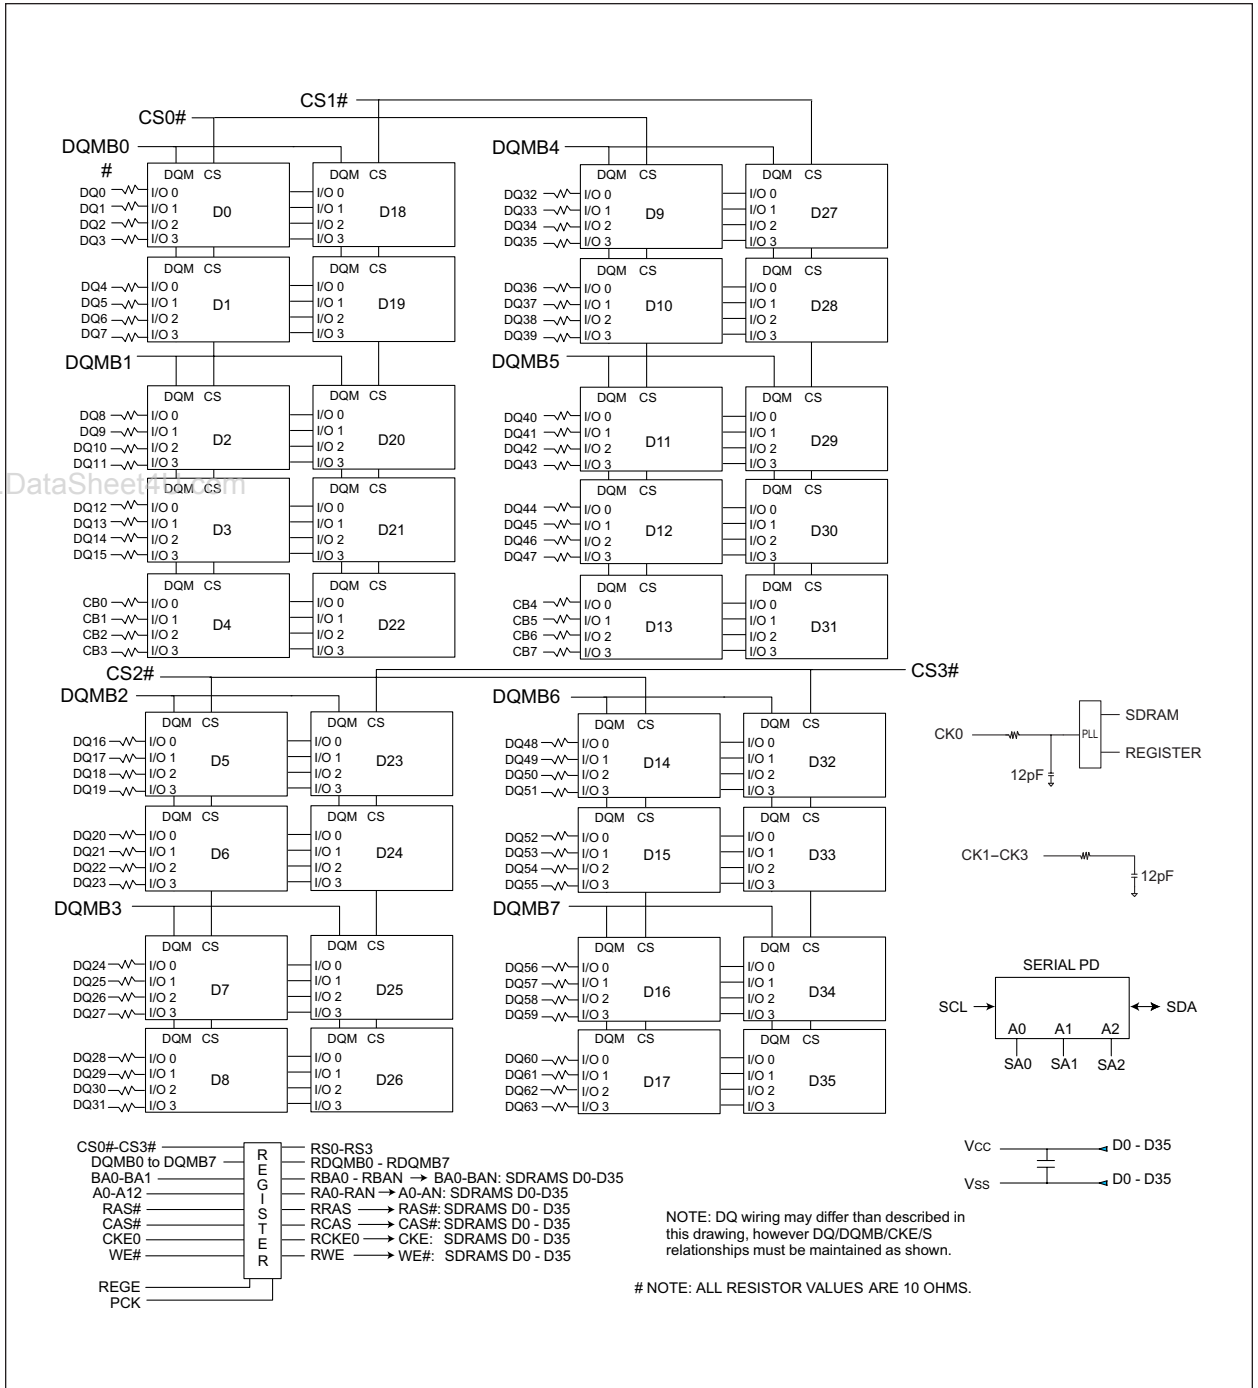 CS1#
CS0#
DQMB0
#
DQM CS
DQ0 I/O 0 I/O 0
DQ1 I/O 1 I/O 1
DQ2 I/O 2 I/O 2
DQ3 I/O 3 I/O 3
D0
DQM CS
D18
DQM CS
DQ4 I/O 0 I/O 0
DQ5 I/O 1 I/O 1
DQ6 I/O 2 I/O 2
DQ7 I/O 3 I/O 3
D1
DQM CS
D19
DQMB1
DQM CS
DQ8 I/O 0 I/O 0
DQ9 I/O 1 I/O 1
DQ10 I/O 2 I/O 2
DQ11 I/O 3 I/O 3
D2
DQM CS
D20
.DataSheet4U.com
DQM CS
DQ12 I/O 0 I/O 0
DQ13 I/O 1 I/O 1
DQ14 I/O 2 I/O 2
DQ15 I/O 3 I/O 3
D3
DQM CS
D21
DQM CS
CB0 I/O 0 I/O 0
CB1 I/O 1 I/O 1
CB2 I/O 2 I/O 2
CB3 I/O 3 I/O 3
D4
DQM CS
D22
DQMB4
DQM CS
DQ32 I/O 0 I/O 0
DQ33 I/O 1 I/O 1
DQ34 I/O 2 I/O 2
DQ35 I/O 3 I/O 3
D9
DQM CS
D27
DQM CS
DQ36 I/O 0 I/O 0
DQ37 I/O 1 I/O 1
DQ38 I/O 2 I/O 2
DQ39 I/O 3 I/O 3
D10
DQM CS
D28
DQMB5
DQM CS
DQ40 I/O 0 I/O 0
DQ41 I/O 1 I/O 1
DQ42 I/O 2 I/O 2
DQ43 I/O 3 I/O 3
D11
DQM CS
D29
DQM CS
DQ44 I/O 0 I/O 0
DQ45 I/O 1 I/O 1
DQ46 I/O 2 I/O 2
DQ47 I/O 3 I/O 3
D12
DQM CS
D30
DQM CS
CB4 I/O 0 I/O 0
CB5 I/O 1 I/O 1
CB6 I/O 2 I/O 2
CB7 I/O 3 I/O 3
D13
DQM CS
D31
CS2#
CS3#
DQMB2
DQM CS
DQ16 I/O 0 I/O 0
DQ17 I/O 1 I/O 1
DQ18 I/O 2 I/O 2
DQ19 I/O 3 I/O 3
D5
DQM CS
D23
DQM CS
DQ20 I/O 0 I/O 0
DQ21 I/O 1 I/O 1
DQ22 I/O 2 I/O 2
DQ23 I/O 3 I/O 3
D6
DQM CS
D24
DQMB3
DQM CS
DQ24 I/O 0 I/O 0
DQ25 I/O 1 I/O 1
DQ26 I/O 2 I/O 2
DQ27 I/O 3 I/O 3
D7
DQM CS
D25
DQM CS
DQ28 I/O 0 I/O 0
DQ29 I/O 1 I/O 1
DQ30 I/O 2 I/O 2
DQ31 I/O 3 I/O 3
D8
DQM CS
D26
DQMB6
DQM CS
DQ48 I/O 0 I/O 0
DQ49 I/O 1 I/O 1
DQ50 I/O 2 I/O 2
DQ51 I/O 3 I/O 3
D14
DQM CS
D32
DQM CS
DQ52 I/O 0 I/O 0
DQ53 I/O 1 I/O 1
DQ54 I/O 2 I/O 2
DQ55 I/O 3 I/O 3
D15
DQM CS
D33
DQMB7
DQM CS
DQ56 I/O 0 I/O 0
DQ57 I/O 1 I/O 1
DQ58 I/O 2 I/O 2
DQ59 I/O 3 I/O 3
D16
DQM CS
D34
DQM CS
DQ60 I/O 0 I/O 0
DQ61 I/O 1 I/O 1
DQ62 I/O 2 I/O 2
DQ63 I/O 3 I/O 3
D17
DQM CS
D35
SDRAM
CK0 PLL
REGISTER
12pF
CK1–CK3
12pF
SERIAL PD
SCL SDA
A0 A1 A2
SA0 SA1 SA2
Vcc D0 - D35
Vss D0 - D35
REGISTER
CS0#-CS3# RS0-RS3
DQMB0 to DQMB7 RDQMB0 - RDQMB7
BA0-BA1 RBA0 - RBAN → BA0-BAN: SDRAMS D0-D35
A0-A12 RA0-RAN → A0-AN: SDRAMS D0-D35
RAS# RRAS → RAS#: SDRAMS D0 - D35
CAS# RCAS → CAS#: SDRAMS D0 - D35
CKE0 RCKE0 → CKE: SDRAMS D0 - D35
WE# RWE → WE#: SDRAMS D0 - D35
REGE
PCK
NOTE: DQ wiring may differ than described in
this drawing, however DQ/DQMB/CKE/S
relationships must be maintained as shown.
# NOTE: ALL RESISTOR VALUES ARE 10 OHMS.